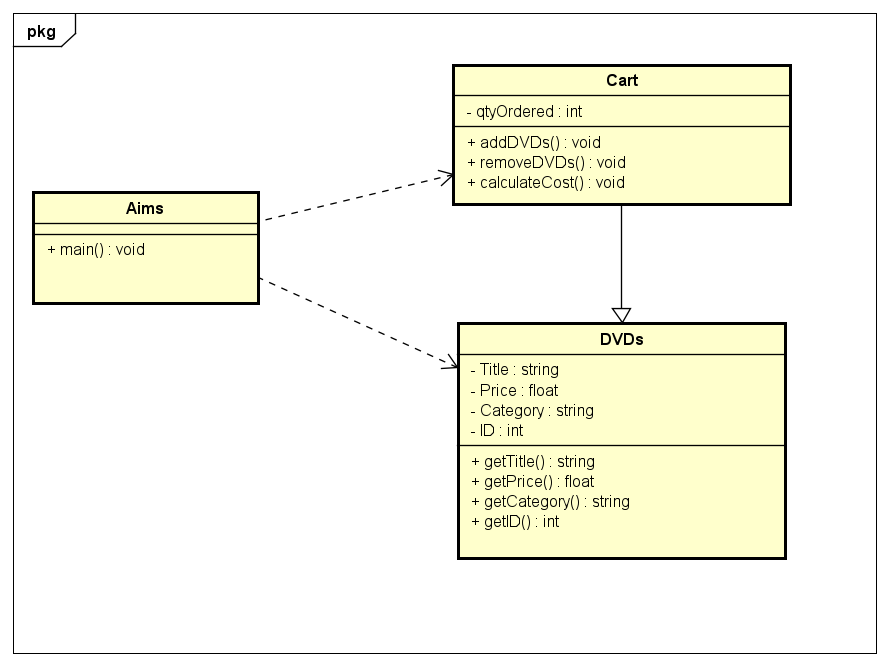 pkg
Cart
- qtyOrdered : int
+ addDVDs() : void
+ removeDVDs() : void
+ calculateCost() : void
Aims
+ main() : void
DVDs
- Title : string
- Price : float
- Category : string
- ID : int
+ getTitle() : string
+ getPrice() : float
+ getCategory() : string
+ getID() : int